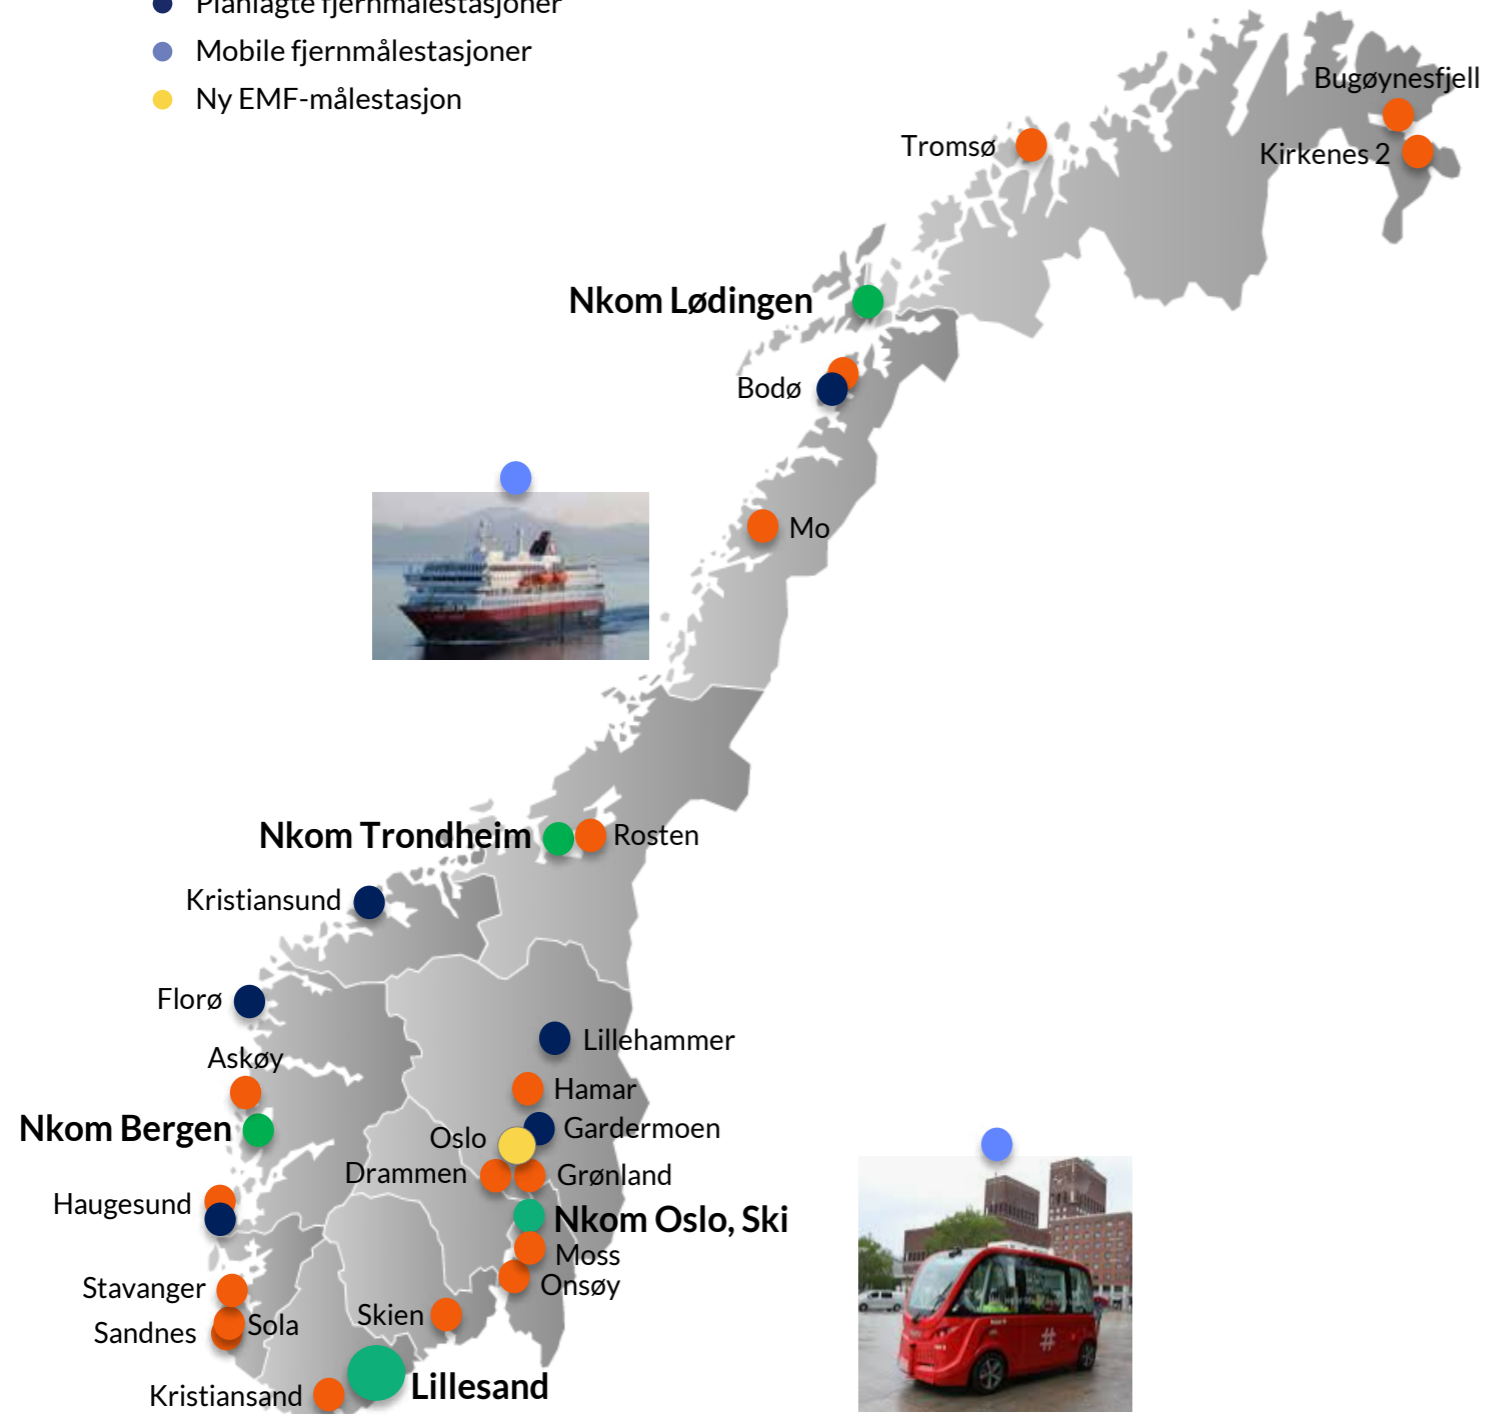 Planlagte fjernmålestasjoner
Mobile fjernmålestasjoner
Ny EMF-målestasjon
Bugøynesfjell
Tromsø
Kirkenes 2
Nkom Lødingen
Bodø
Mo
Nkom Trondheim
Rosten
Kristiansund
Florø
Lillehammer
Askøy
Hamar
Nkom Bergen
Gardermoen
Oslo
Drammen
Grønland
Haugesund
Nkom Oslo, Ski
Moss
Onsøy
Stavanger
Skien
Sola
Sandnes
Lillesand
Kristiansand
#